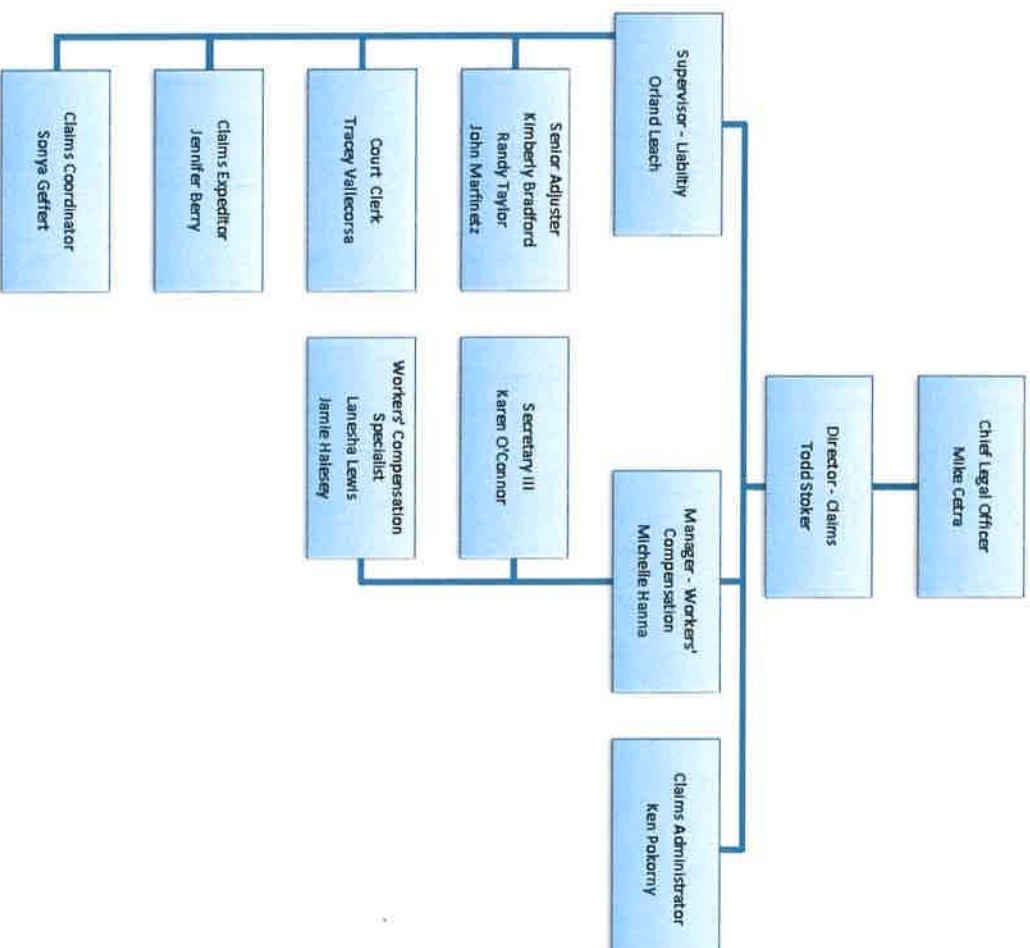 Chief Legal Officer
Mike Cetra
Director - Claims
Todd Stoker
Supervisor - Liabiltiy
Orland Leach
Manager - Workers'
Compensation
Michelle Hanna
Claims Administrator
Ken Pokorny
Senior Adjuster
Kimberly Bradford
Randy Taylor
John Marfinetz
Court Clerk
Tracey Vallecorsa
Claims Expeditor
Jennifer Berry
Claims Coordinator
Sonya Geffert
Secretary III
Karen O'Connor
Workers' Compensation
Specialist
Lanesha Lewis
Jamie Halesey